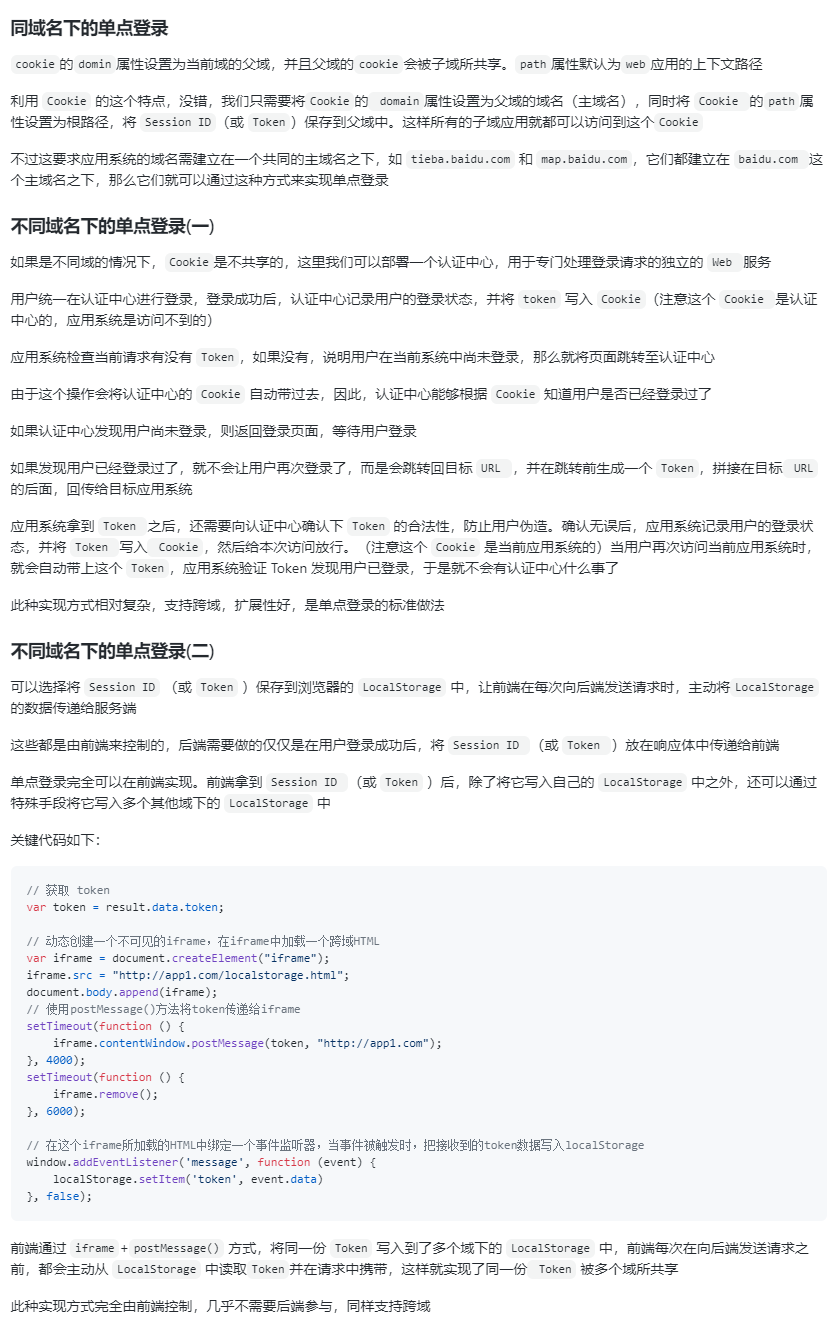 同域名下的单点登录
cookie 的 domin 属性设置为当前域的父域，并且父域的 cookie 会被子域所共享。path 属性默认为 web 应用的上下文路径
利用 Cookie 的这个特点，没错，我们只需要将 Cookie 的 domain 属性设置为父域的域名（主域名），同时将 Cookie 的 path 属
性设置为根路径，将 Session ID（或 Token）保存到父域中。这样所有的子域应用就都可以访问到这个 Cookie
不过这要求应用系统的域名需建立在一个共同的主域名之下，如 tieba.baidu.com 和 map.baidu.com，它们都建立在 baidu.com 这
个主域名之下，那么它们就可以通过这种方式来实现单点登录
不同域名下的单点登录(一)
如果是不同域的情况下，Cookie 是不共享的，这里我们可以部署一个认证中心，用于专门处理登录请求的独立的 Web 服务
用户统一在认证中心进行登录，登录成功后，认证中心记录用户的登录状态，并将 token 写入 Cookie（注意这个 Cookie 是认证
中心的，应用系统是访问不到的）
应用系统检查当前请求有没有 Token，如果没有，说明用户在当前系统中尚未登录，那么就将页面跳转至认证中心
由于这个操作会将认证中心的 Cookie 自动带过去，因此，认证中心能够根据 Cookie 知道用户是否已经登录过了
如果认证中心发现用户尚未登录，则返回登录页面，等待用户登录
如果发现用户已经登录过了，就不会让用户再次登录了，而是会跳转回目标 URL ，并在跳转前生成一个 Token，拼接在目标 URL
的后面，回传给目标应用系统
应用系统拿到 Token 之后，还需要向认证中心确认下 Token 的合法性，防止用户伪造。确认无误后，应用系统记录用户的登录状
态，并将 Token 写入 Cookie，然后给本次访问放行。（注意这个 Cookie 是当前应用系统的）当用户再次访问当前应用系统时，
就会自动带上这个 Token，应用系统验证 Token 发现用户已登录，于是就不会有认证中心什么事了
此种实现方式相对复杂，支持跨域，扩展性好，是单点登录的标准做法
不同域名下的单点登录(二)
可以选择将 Session ID （或 Token ）保存到浏览器的 LocalStorage 中，让前端在每次向后端发送请求时，主动将 LocalStorage
的数据传递给服务端
这些都是由前端来控制的，后端需要做的仅仅是在用户登录成功后，将 Session ID （或 Token ）放在响应体中传递给前端
单点登录完全可以在前端实现。前端拿到 Session ID （或 Token ）后，除了将它写入自己的 LocalStorage 中之外，还可以通过
特殊手段将它写入多个其他域下的 LocalStorage 中
关键代码如下：
// 获取 token
var token = result.data.token;
// 动态创建一个不可见的iframe，在iframe中加载一个跨域HTML
var iframe = document.createElement("iframe");
iframe.src = "http://app1.com/localstorage.html";
document.body.append(iframe);
// 使用postMessage()方法将token传递给iframe
setTimeout(function () {
    iframe.contentWindow.postMessage(token, "http://app1.com");
}, 4000);
setTimeout(function () {
    iframe.remove();
}, 6000);
// 在这个iframe所加载的HTML中绑定一个事件监听器，当事件被触发时，把接收到的token数据写入localStorage
window.addEventListener('message', function (event) {
    localStorage.setItem('token', event.data)
}, false);
前端通过 iframe + postMessage() 方式，将同一份 Token 写入到了多个域下的 LocalStorage 中，前端每次在向后端发送请求之
前，都会主动从 LocalStorage 中读取 Token 并在请求中携带，这样就实现了同一份 Token 被多个域所共享
此种实现方式完全由前端控制，几乎不需要后端参与，同样支持跨域